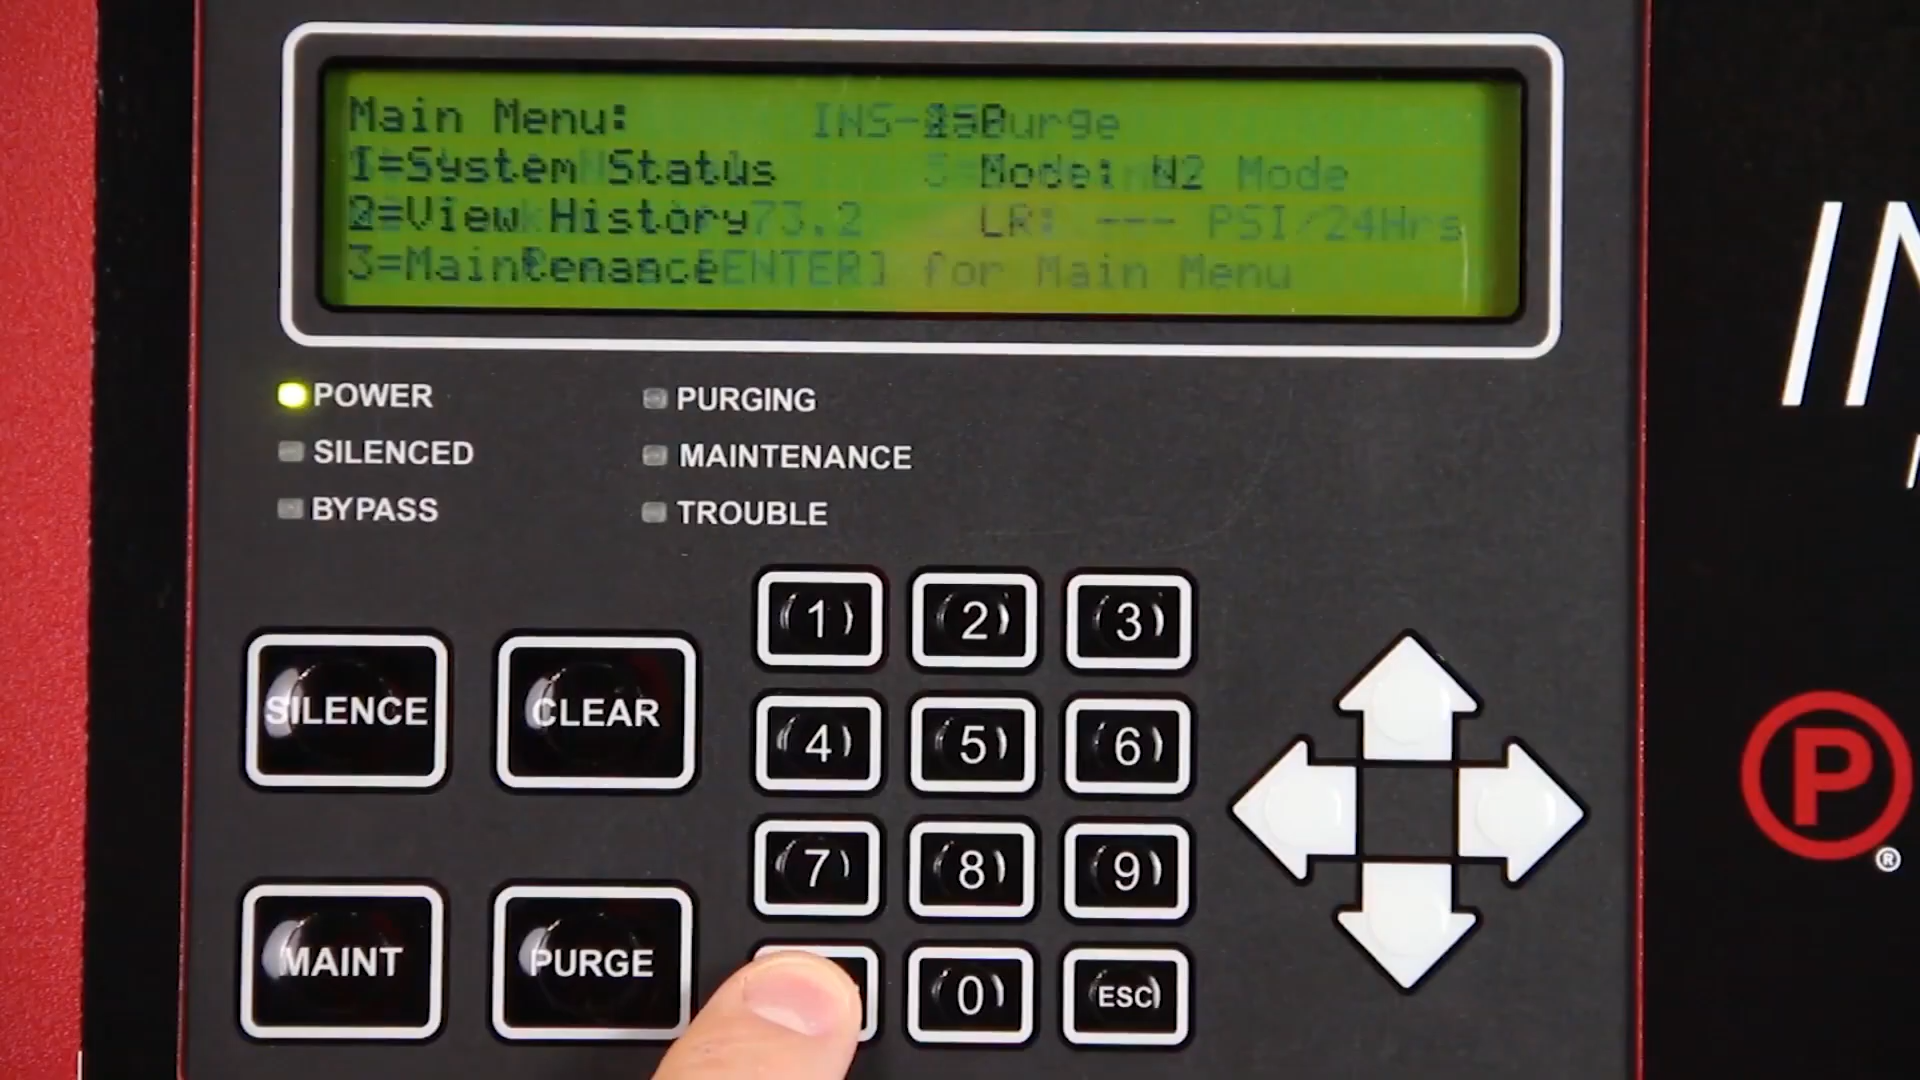 Main Menu:
1=System Status
2=View History
3=Maintenance
INS-
Purge
Mode: N2 Mode
73.2
LR: --- PSI/24Hrs
[ENTER] for Main Menu
POWER
PURGING
SILENCED
MAINTENANCE
BYPASS
TROUBLE
1 2 3
SILENCE CLEAR
4 5 6
7 8 9
MAINT PURGE
0 ESC
P
®